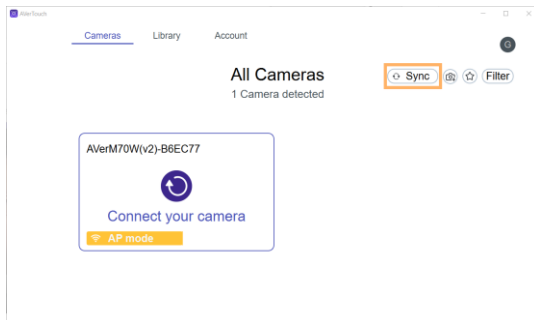 AVerTouch
Cameras Library Account
G
All Cameras
Sync Filter
1 Camera detected
AVerM70W(v2)-B6EC77
Connect your camera
AP mode